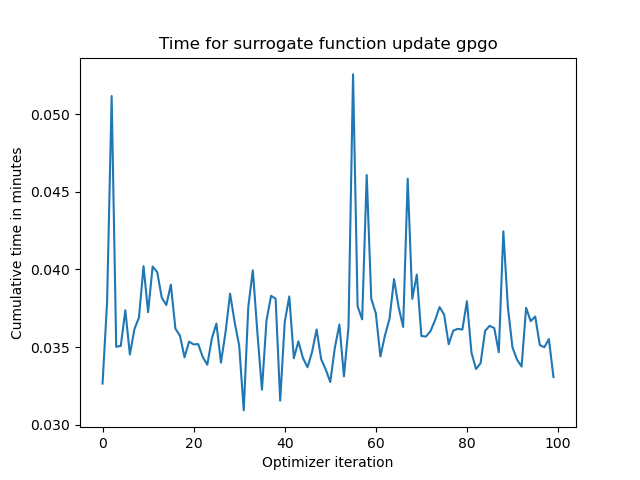 Time for surrogate function update gpgo
0.050
0.045
0.040
0.035
0.030
Cumulative time in minutes
0 20 40 60 80 100
Optimizer iteration